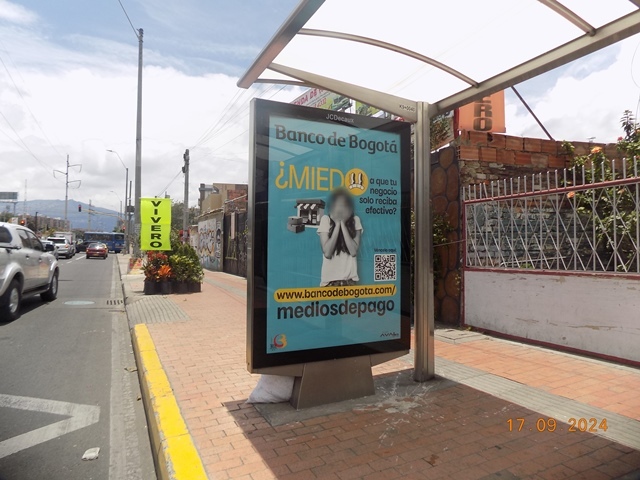 JCDecaux
Banco de Bogotá
¿MIEDO
a que tu
negocio
solo reciba
efectivo?
www.bancodebogota.com/
mediosdepago
VIVERO
17 09 2024